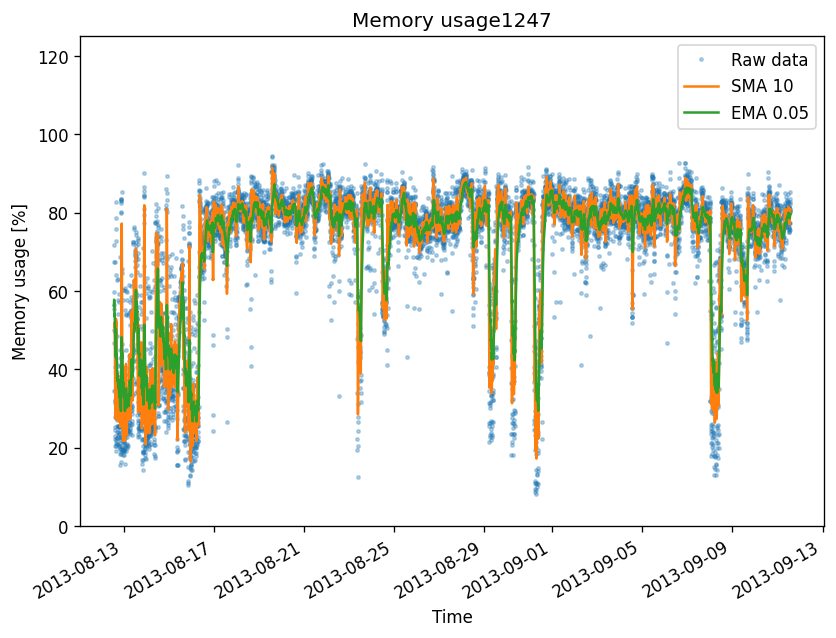 Memory usage1247
Raw data
SMA 10
EMA 0.05
Memory usage [%]
120
100
80
60
40
20
0
2013-08-13
2013-08-17
2013-08-21
2013-08-25
2013-08-29
2013-09-01
2013-09-05
2013-09-09
2013-09-13
Time